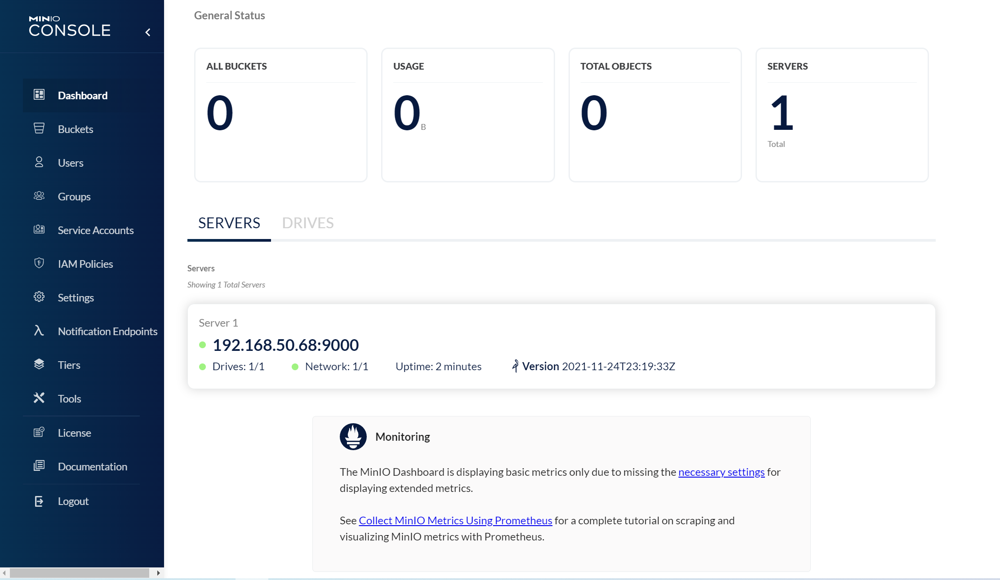 MINIO
CONSOLE
Dashboard
Buckets
Users
Groups
Service Accounts
IAM Policies
Settings
Notification Endpoints
Tiers
Tools
License
Documentation
Logout
General Status
ALL BUCKETS
0
USAGE
0 B
TOTAL OBJECTS
0
SERVERS
1
Total
SERVERS DRIVES
Servers
Showing 1 Total Servers
Server 1
192.168.50.68:9000
Drives: 1/1 Network: 1/1 Uptime: 2 minutes Version 2021-11-24T23:19:33Z
Monitoring
The MinIO Dashboard is displaying basic metrics only due to missing the necessary settings for
displaying extended metrics.
See Collect MinIO Metrics Using Prometheus for a complete tutorial on scraping and
visualizing MinIO metrics with Prometheus.